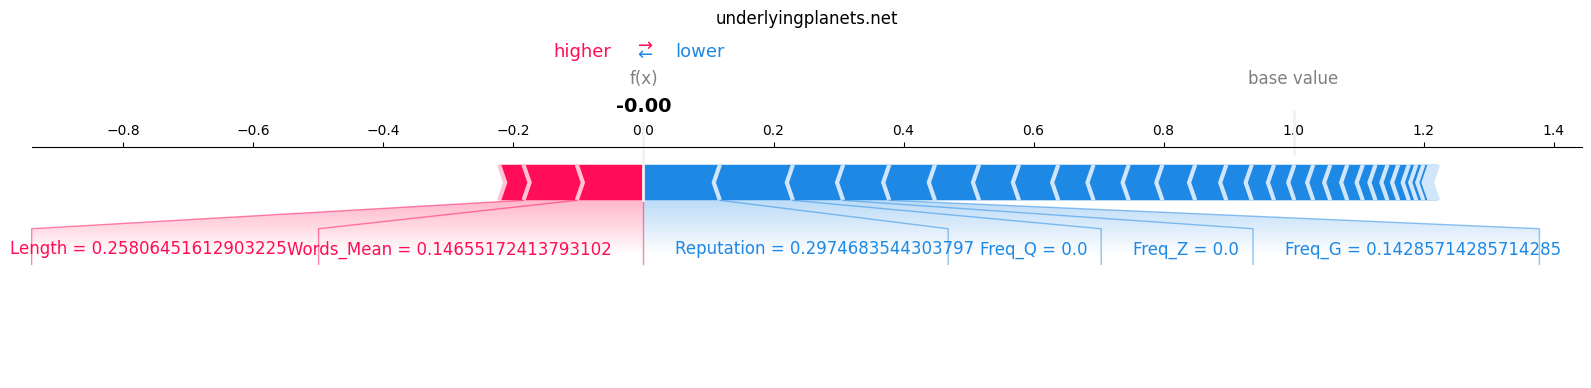 underlyingplanets.net
higher ⇄ lower
f(x) base value
-0.00
−0.8 −0.6 −0.4 −0.2 0.0 0.2 0.4 0.6 0.8 1.0 1.2 1.4
Length = 0.25806451612903225 Words_Mean = 0.14655172413793102 Reputation = 0.2974683544303797 Freq_Q = 0.0 Freq_Z = 0.0 Freq_G = 0.14285714285714285